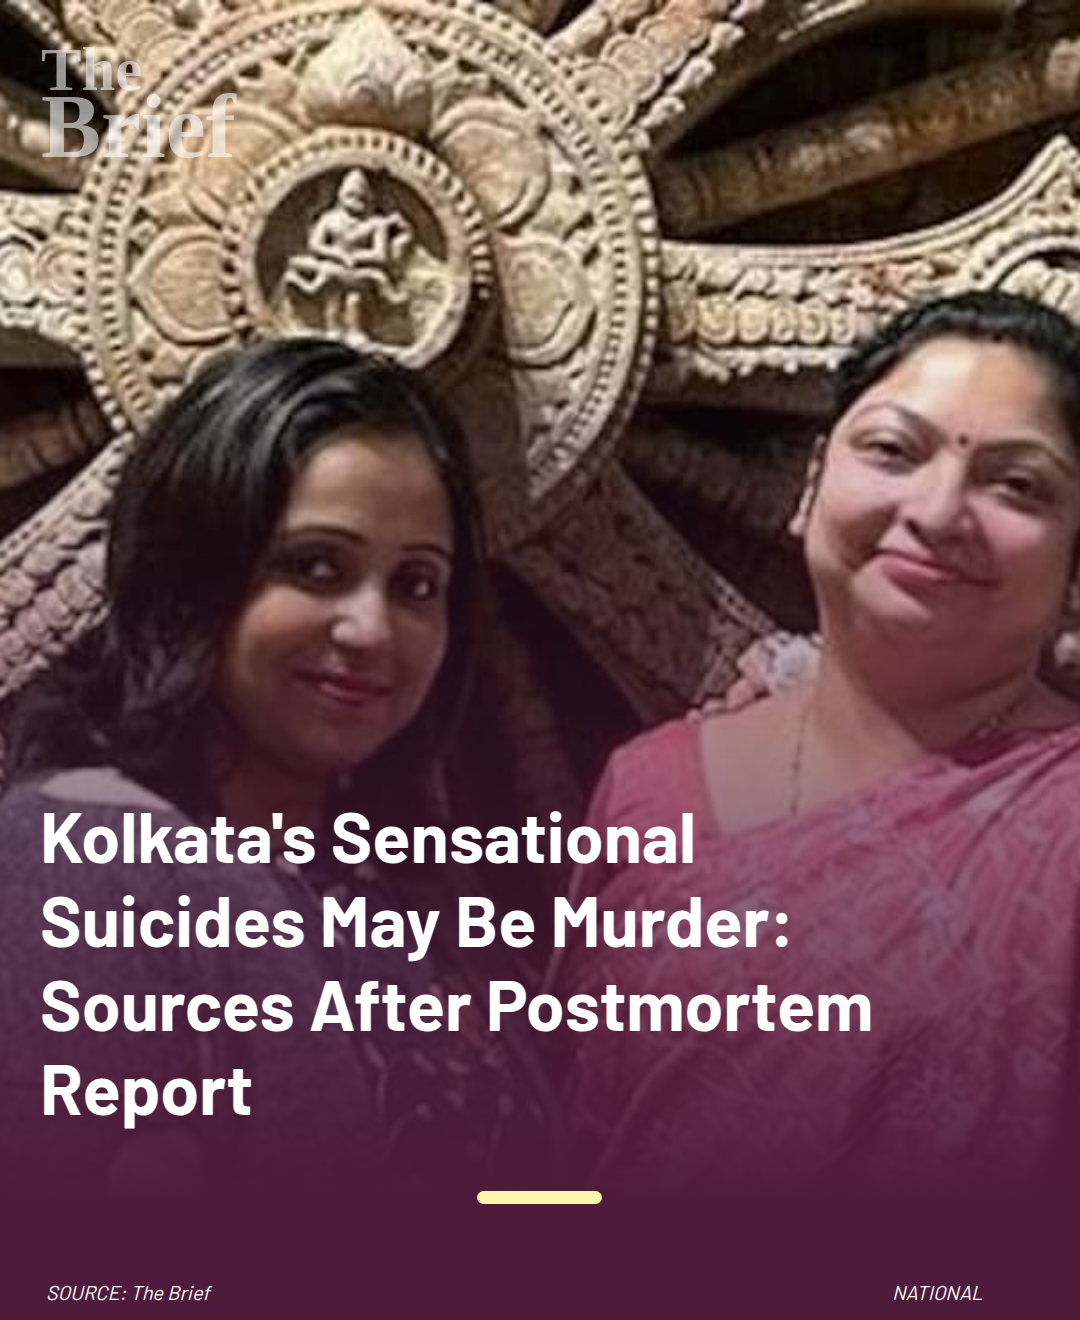 The
Brief
Kolkata's Sensational
Suicides May Be Murder:
Sources After Postmortem
Report
SOURCE: The Brief
NATIONAL